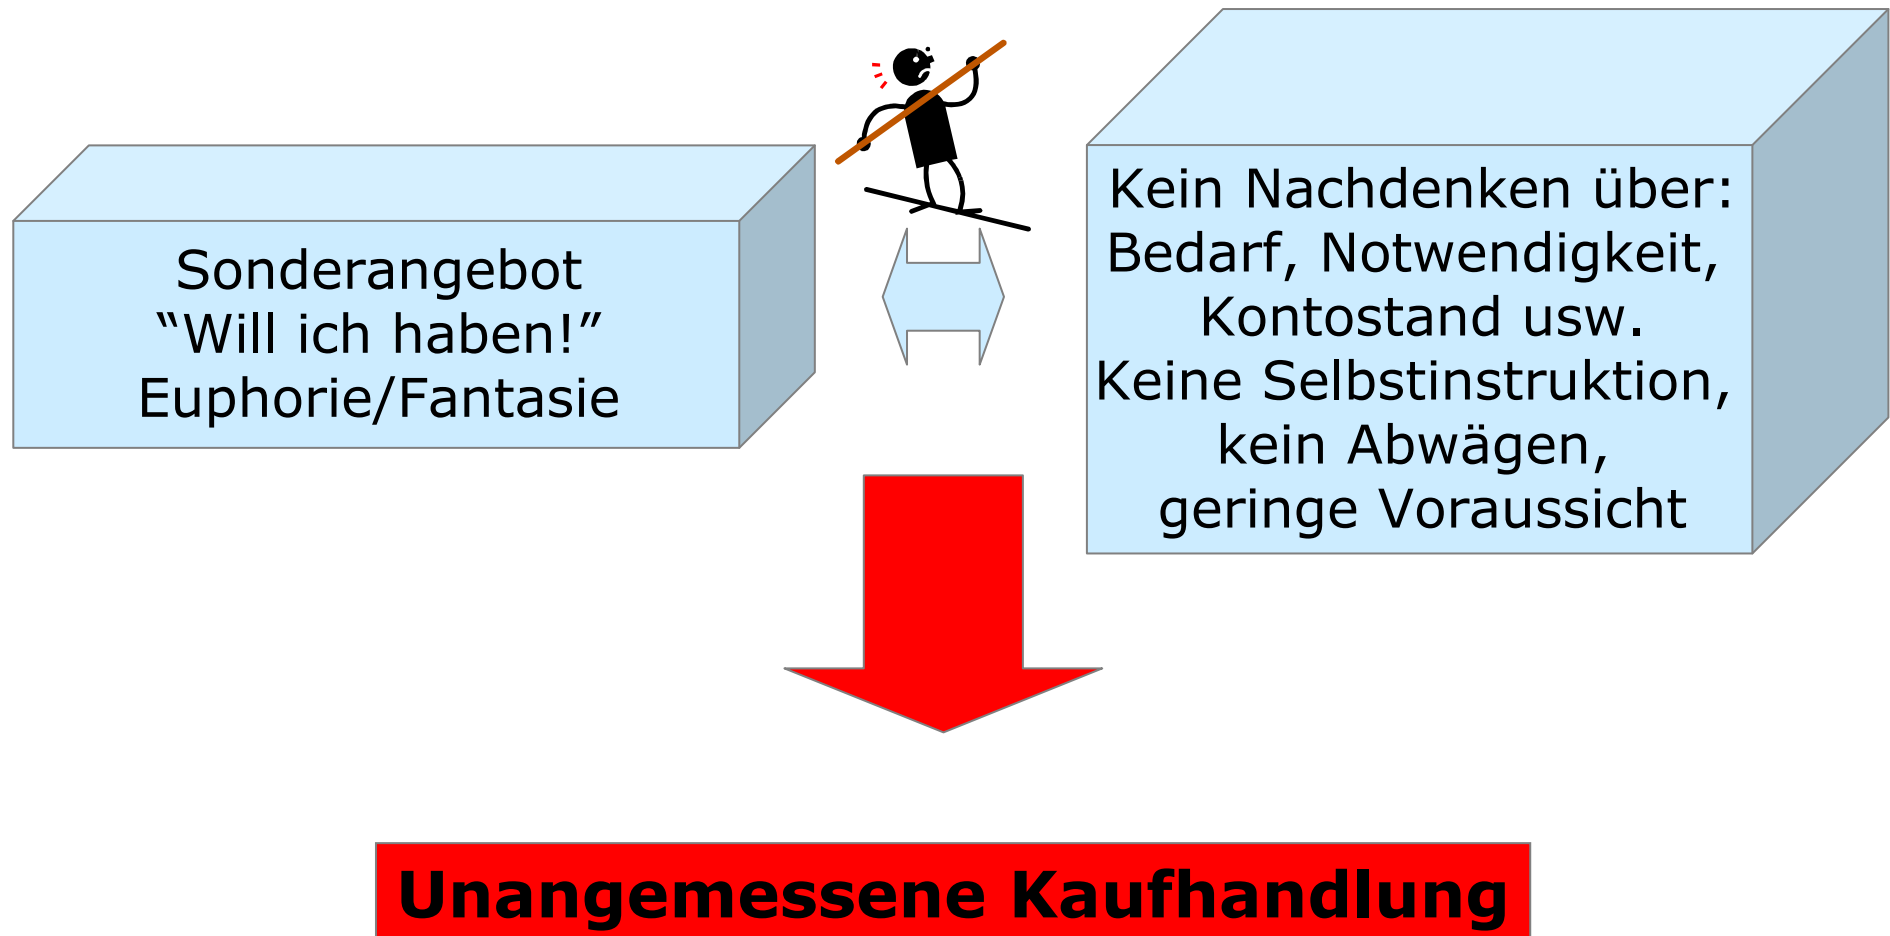 Sonderangebot
“Will ich haben!”
Euphorie/Fantasie
Kein Nachdenken über:
Bedarf, Notwendigkeit,
Kontostand usw.
Keine Selbstinstruktion,
kein Abwägen,
geringe Voraussicht
Unangemessene Kaufhandlung